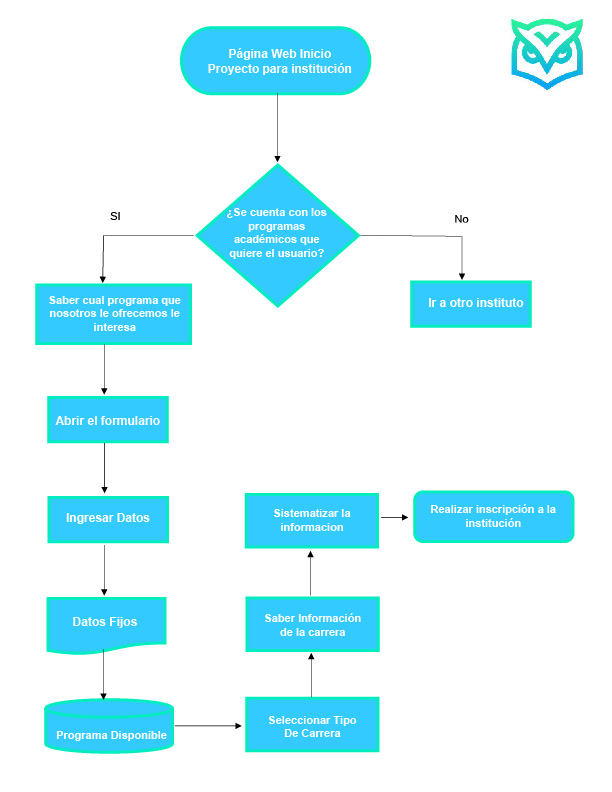 Página Web Inicio
Proyecto para institución
¿Se cuenta con los
programas
académicos que
quiere el usuario?
SI
No
Saber cual programa que
nosotros le ofrecemos le
interesa
Ir a otro instituto
Abrir el formulario
Ingresar Datos
Datos Fijos
Programa Disponible
Seleccionar Tipo
De Carrera
Saber Información
de la carrera
Sistematizar la
informacion
Realizar inscripción a la
institución